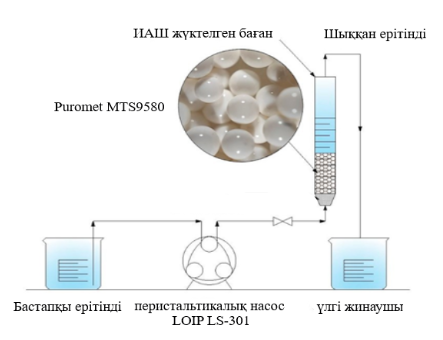 ИАШ жүктелген баған
Шыққан ерітінді
Puromet MTS9580
Бастапқы ерітінді
перистальтикалық насос
LOIP LS-301
үлгі жинаушы